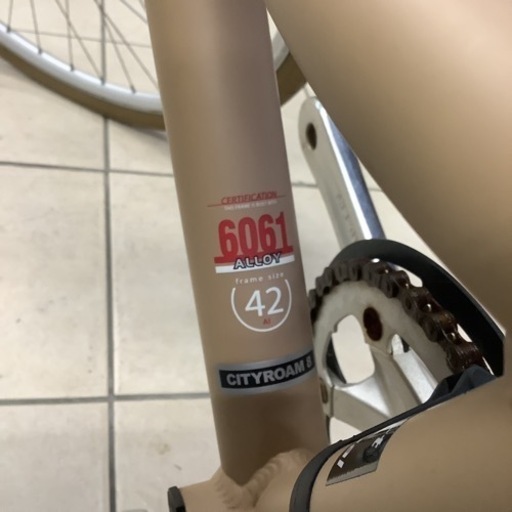 CERTIFICATION
6061
ALLOY
frame size
42
CITYROAM 8